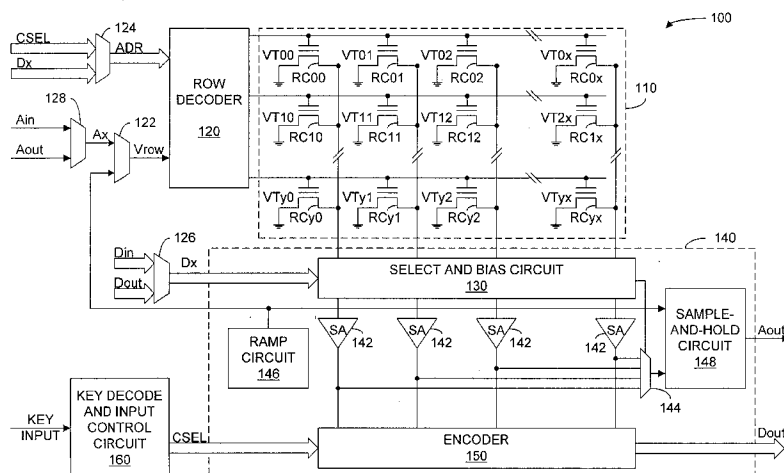 100
CSEL
124
ADR
Dx
ROW
DECODER
120
VT00
VT01
VT02
VT0x
RC00
RC01
RC02
RC0x
110
Ain
128
Aout
Ax
122
Vrow
VT10
VT11
VT12
VT2x
RC10
RC11
RC12
RC1x
VTy0
VTy1
VTy2
VTyx
RCy0
RCy1
RCy2
RCyx
140
Din
126
Dx
Dout
SELECT AND BIAS CIRCUIT
130
RAMP
CIRCUIT
146
SA
142
SA
142
SA
142
SA
142
SAMPLE-
AND-HOLD
CIRCUIT
148
Aout
144
KEY
INPUT
KEY DECODE
AND INPUT
CONTROL
CIRCUIT
160
CSEL
ENCODER
150
Dout